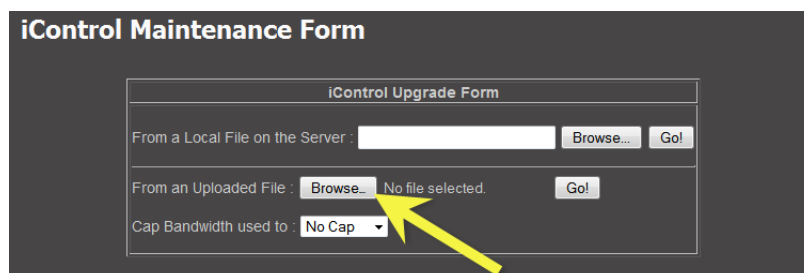 iControl Maintenance Form
iControl Upgrade Form
From a Local File on the Server : Browse... Go!
From an Uploaded File : Browse... No file selected. Go!
Cap Bandwidth used to : No Cap